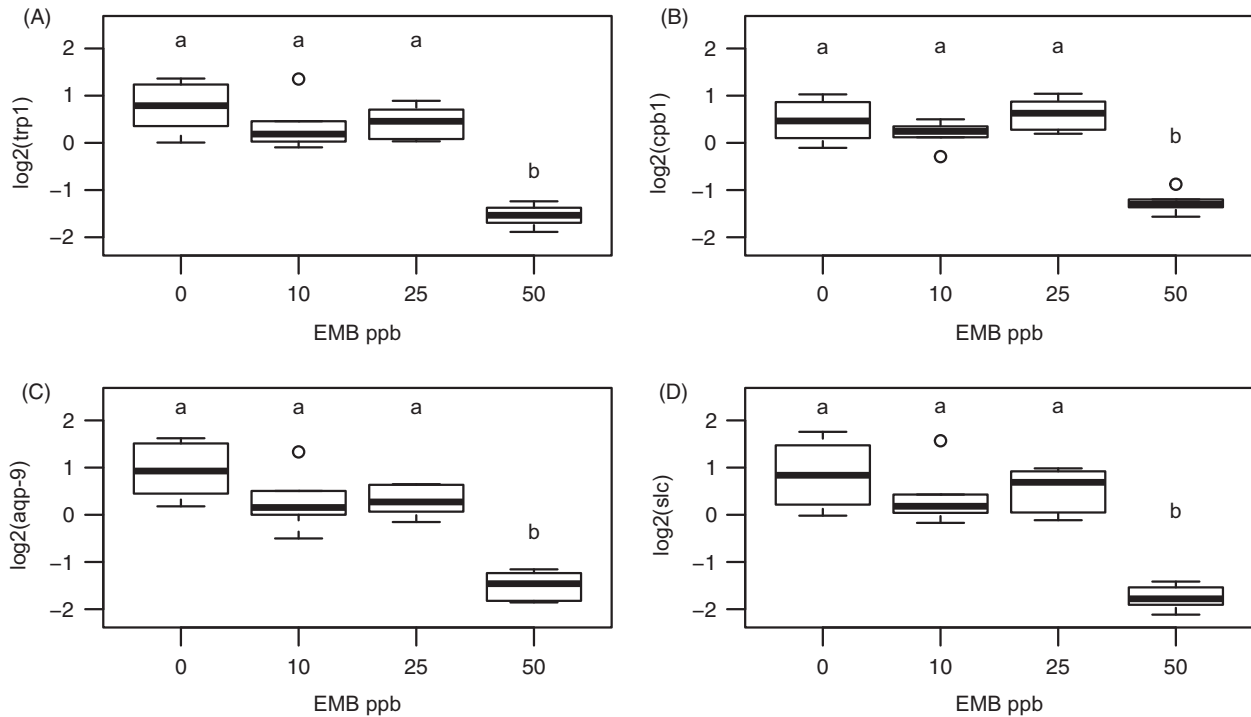 (A)
a a a
b
2
1
0
−1
−2
log2(trp1)
0 10 25 50
EMB ppb
(B)
a a a
b
2
1
0
−1
−2
log2(cpb1)
0 10 25 50
EMB ppb
(C)
a a a
b
2
1
0
−1
−2
log2(aqp-9)
0 10 25 50
EMB ppb
(D)
a a a
b
2
1
0
−1
−2
log2(slc)
0 10 25 50
EMB ppb